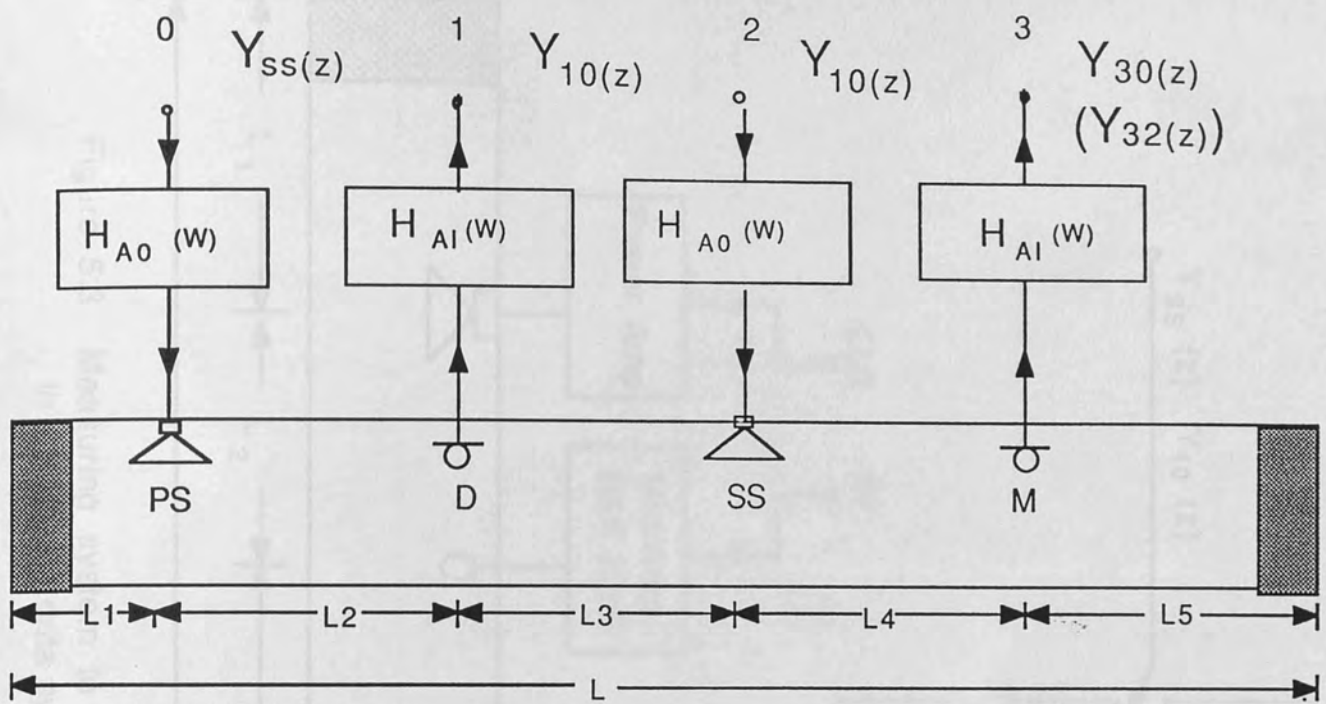 0 1 2 3
Yss(z) Y10(z) Y10(z) Y30(z)
(Y32(z))
HA0 (W) HAI (W) HA0 (W) HAI (W)
PS D SS M
L1 L2 L3 L4 L5
L